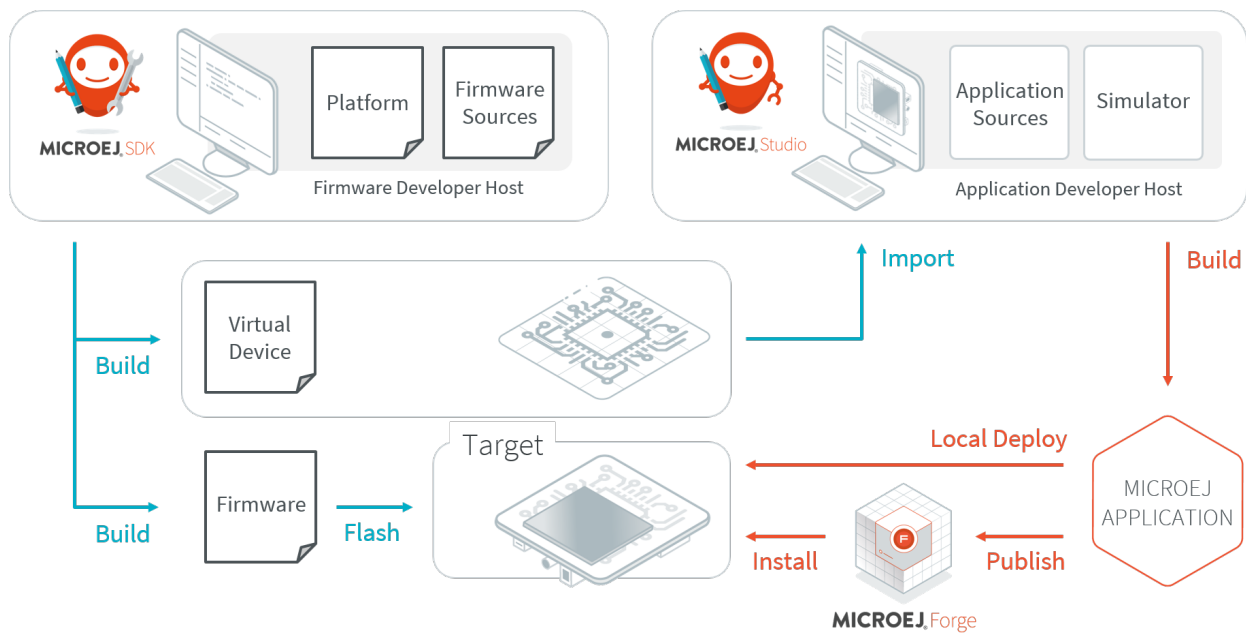 MICROEJ® SDK
Platform
Firmware
Sources
Firmware Developer Host
MICROEJ® Studio
Application
Sources
Simulator
Application Developer Host
Import
Build
Virtual
Device
Build
Target
Local Deploy
MICROEJ
APPLICATION
Firmware
Build
Flash
F
Install
Publish
MICROEJ® Forge